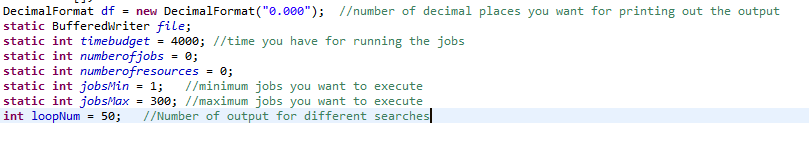 DecimalFormat df = new DecimalFormat("0.000");  //number of decimal places you want for printing out the output
static BufferedWriter file;
static int timebudget = 4000; //time you have for running the jobs
static int numberofjobs = 0;
static int numberofresources = 0;
static int jobsMin = 1;   //minimum jobs you want to execute
static int jobsMax = 300; //maximum jobs you want to execute
int loopNum = 50;   //Number of output for different searches